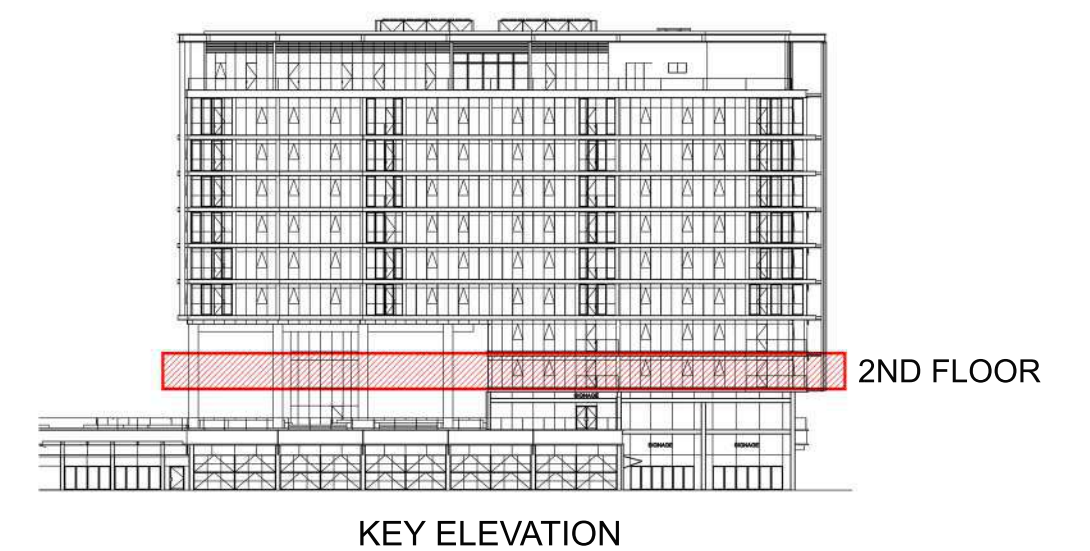 2ND FLOOR
SIGNAGE
SIGNAGE
SIGNAGE
KEY ELEVATION